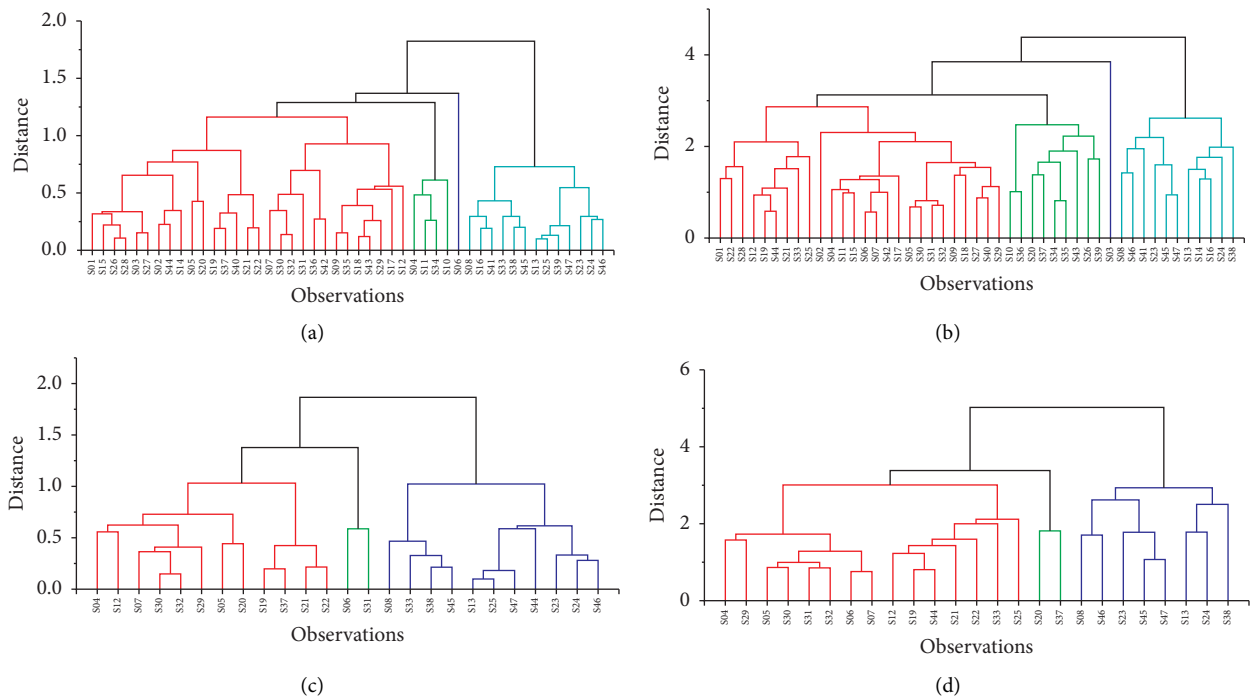 2.0
1.5
1.0
0.5
0.0
Distance
S01 S15 S26 S28 S03 S27 S02 S44 S14 S05 S20 S19 S37 S40 S21 S22 S07 S30 S32 S31 S36 S42 S90 S35 S18 S43 S29 S17 S12 S04 S11 S34 S10 S06 S08 S16 S41 S33 S38 S45 S13 S25 S39 S47 S23 S24 S46
Observations
(a)
4
2
0
Distance
S01 S22 S28 S12 S19 S44 S21 S33 S25 S02 S04 S11 S15 S06 S07 S42 S17 S05 S30 S31 S32 S09 S18 S27 S40 S29 S10 S36 S20 S37 S34 S35 S43 S26 S39 S03 S08 S46 S41 S23 S45 S47 S13 S14 S16 S24 S38
Observations
(b)
2.0
1.5
1.0
0.5
0.0
Distance
S04 S12 S07 S30 S32 S29 S05 S20 S19 S37 S21 S22 S06 S31 S08 S33 S38 S45 S13 S25 S47 S44 S23 S24 S46
Observations
(c)
6
4
2
0
Distance
S04 S29 S05 S30 S31 S32 S06 S07 S12 S19 S44 S21 S22 S33 S25 S20 S37 S08 S46 S23 S45 S47 S13 S24 S38
Observations
(d)